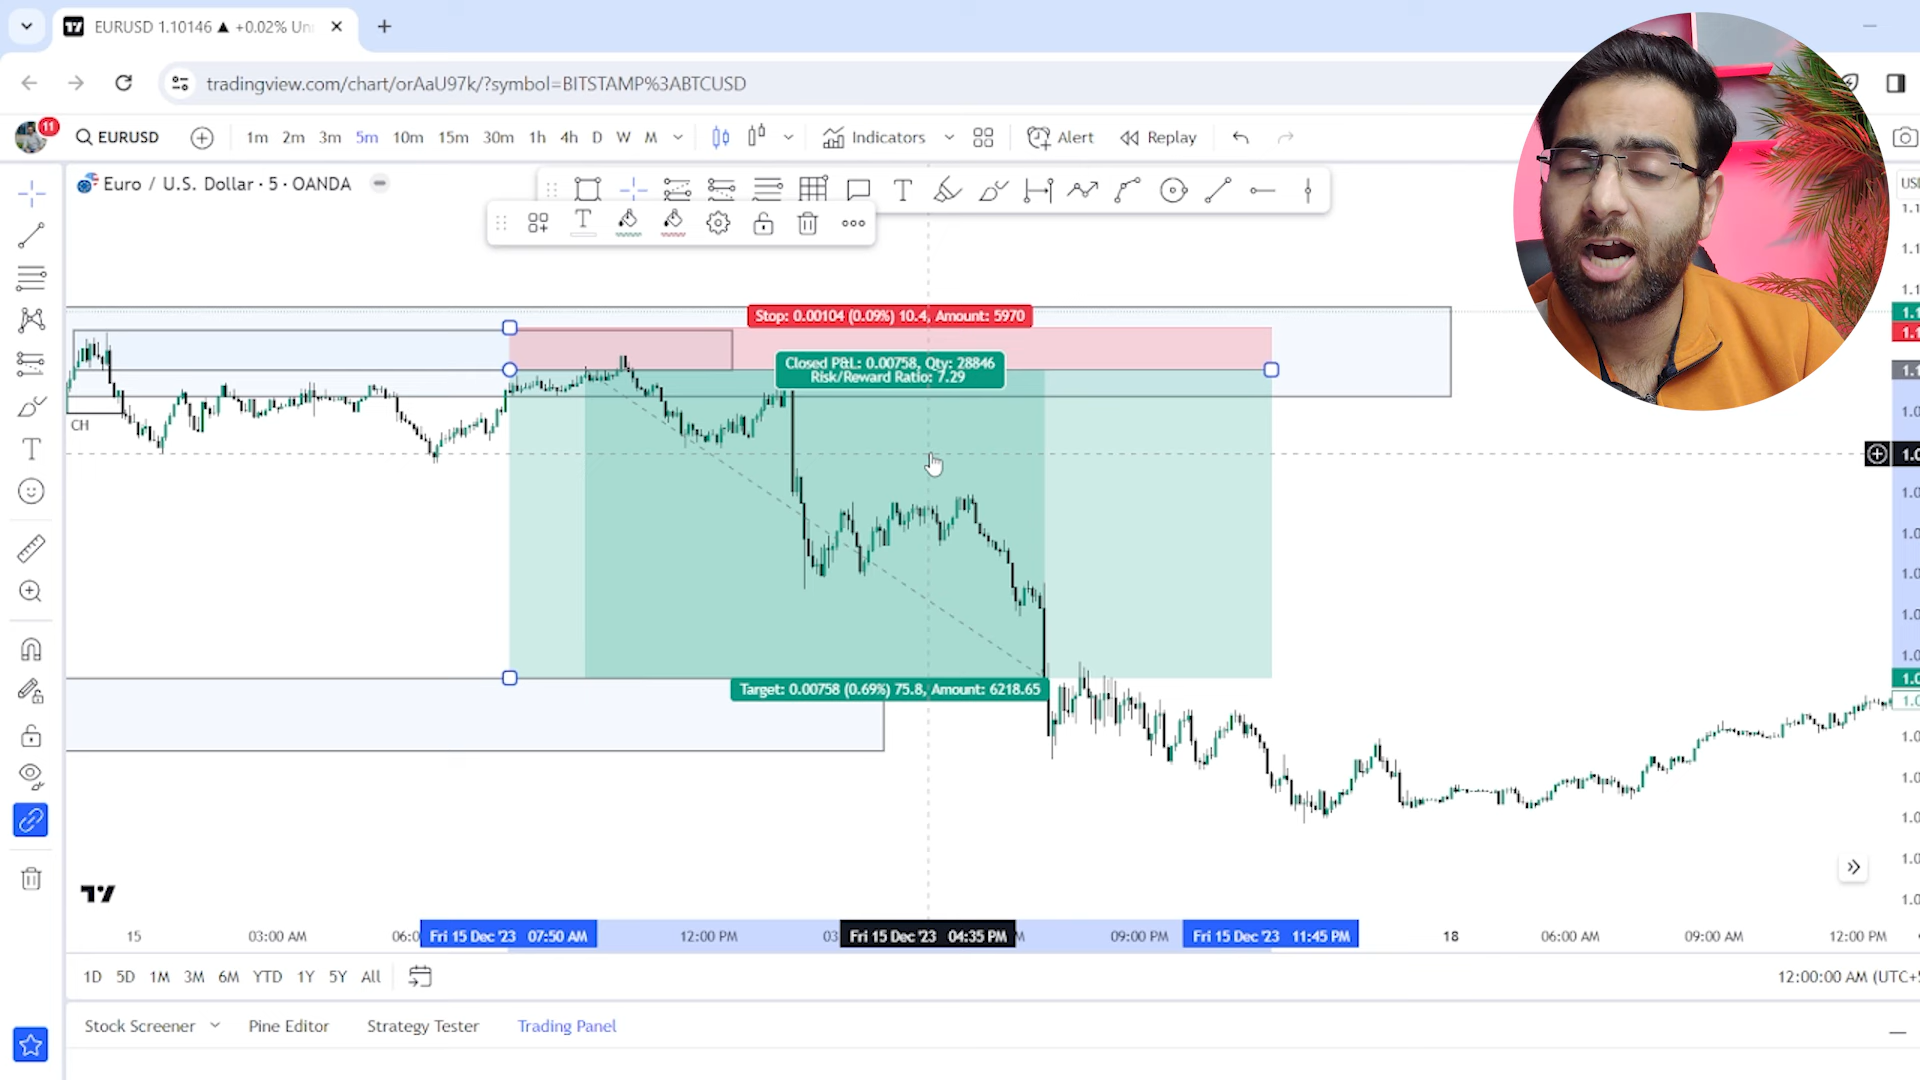 EURUSD 1.10146 ▲ +0.02% Un
tradingview.com/chart/orAaU97k/?symbol=BITSTAMP%3ABTCUSD
11
EURUSD
1m 2m 3m 5m 10m 15m 30m 1h 4h D W M
Indicators
Alert
Replay
Euro / U.S. Dollar · 5 · OANDA
Stop: 0.00104 (0.09%) 10.4, Amount: 5970
Closed P&L: 0.00758, Qty: 28846
Risk/Reward Ratio: 7.29
CH
Target: 0.00758 (0.69%) 75.8, Amount: 6218.65
15 03:00 AM 06:0 Fri 15 Dec '23 07:50 AM 12:00 PM 03 Fri 15 Dec '23 04:35 PM M 09:00 PM Fri 15 Dec '23 11:45 PM 18 06:00 AM 09:00 AM 12:00 PM
1D 5D 1M 3M 6M YTD 1Y 5Y All
12:00:00 AM (UTC+
Stock Screener Pine Editor Strategy Tester Trading Panel